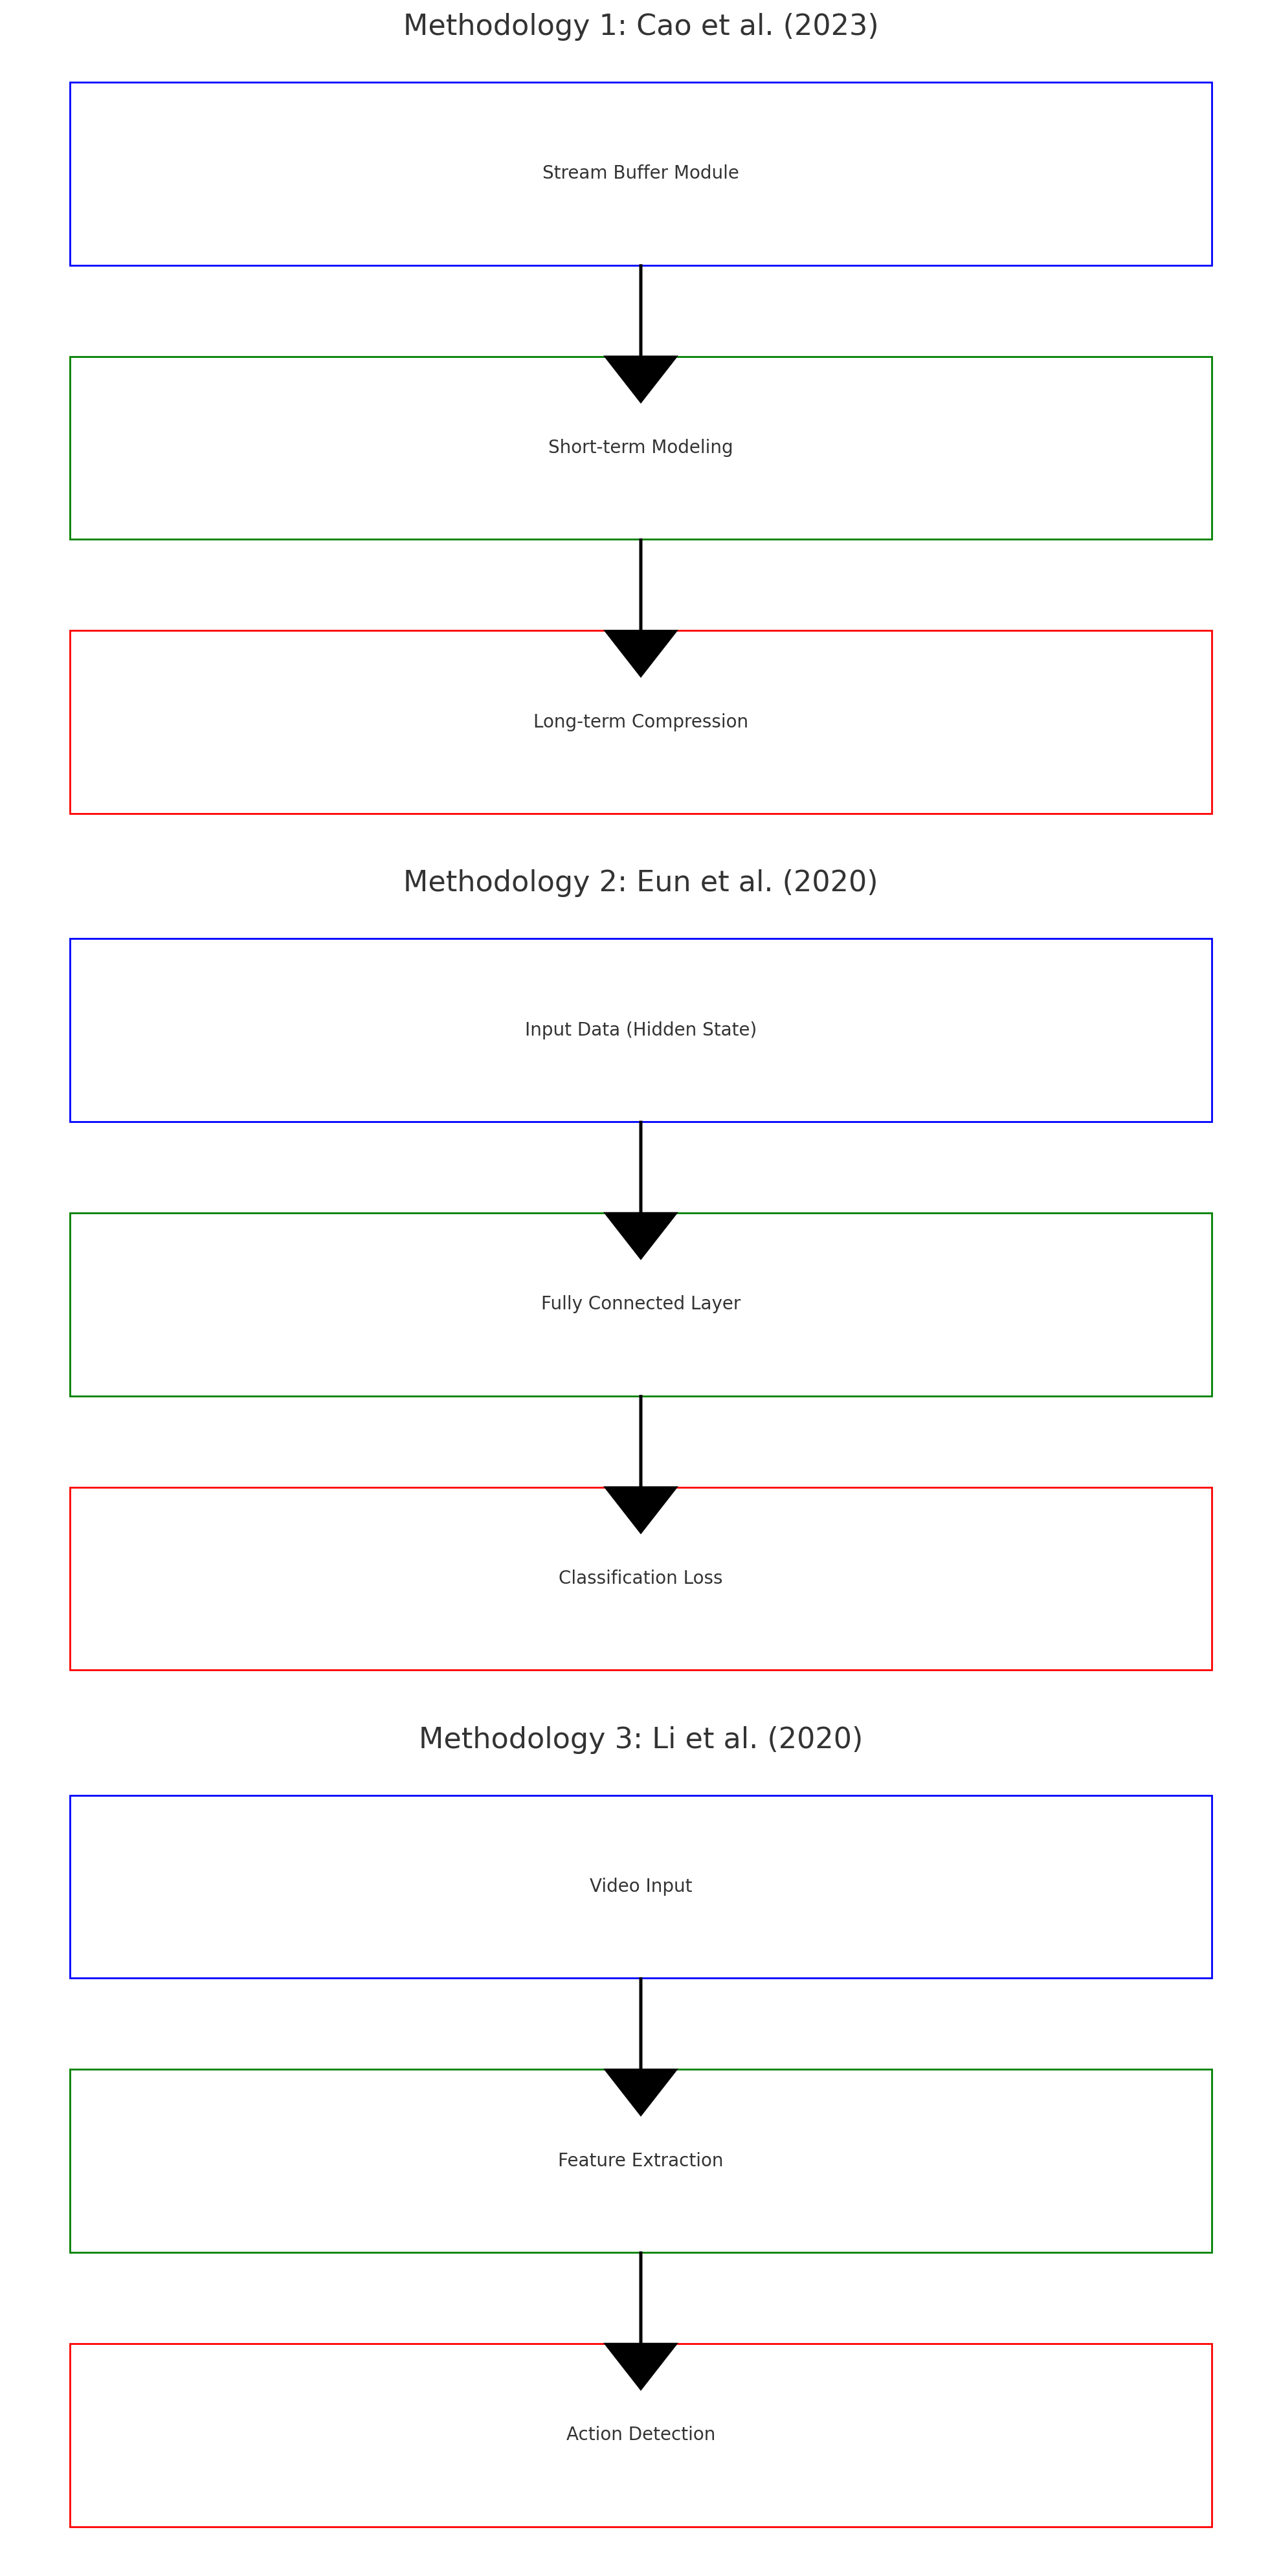 Methodology 1: Cao et al. (2023)
Stream Buffer Module
Short-term Modeling
Long-term Compression
Methodology 2: Eun et al. (2020)
Input Data (Hidden State)
Fully Connected Layer
Classification Loss
Methodology 3: Li et al. (2020)
Video Input
Feature Extraction
Action Detection